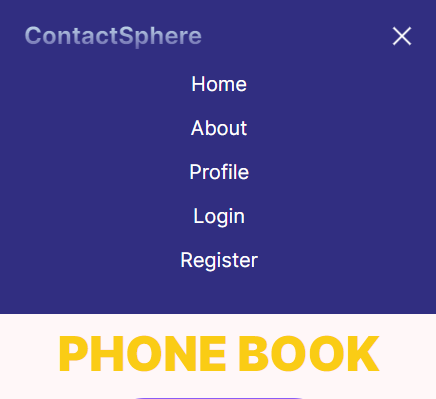 ContactSphere
Home
About
Profile
Login
Register
PHONE BOOK